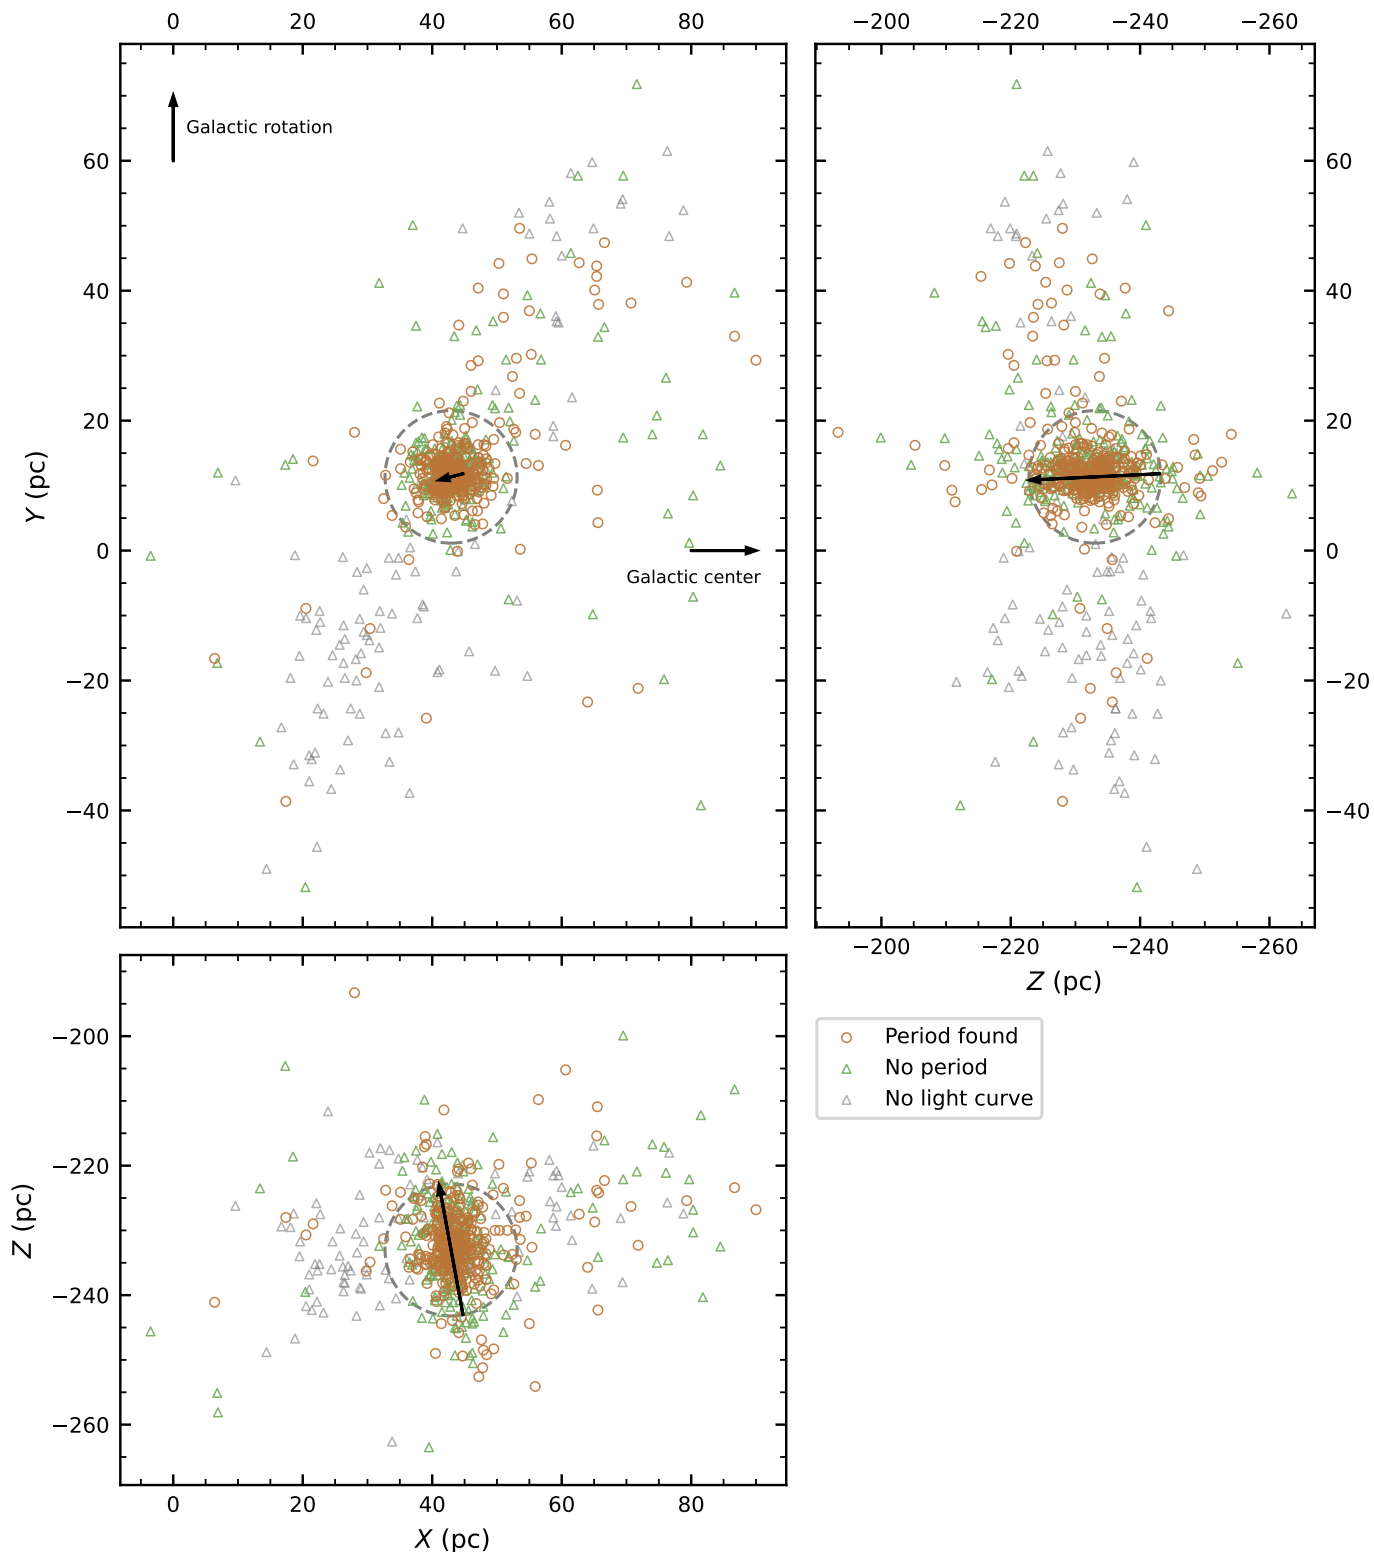 0 20 40 60 80
−200 −220 −240 −260
Galactic rotation
60
40
20
0
−20
−40
Y (pc)
Galactic center
60
40
20
0
−20
−40
−200 −220 −240 −260
Z (pc)
−200
−220
−240
−260
Z (pc)
0 20 40 60 80
X (pc)
Period found
No period
No light curve